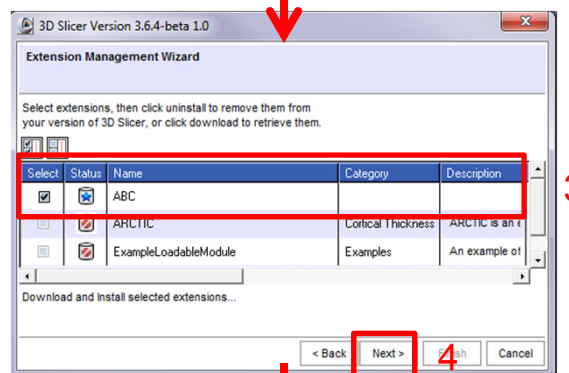 3D Slicer Version 3.6.4-beta 1.0
Extension Management Wizard
Select extensions, then click uninstall to remove them from
your version of 3D Slicer, or click download to retrieve them.
Select Status Name Category Description
ABC
ARCTIC Cortical Thickness ARCTIC is an
ExampleLoadableModule Examples An example of
Download and Install selected extensions...
< Back Next > 4 Cancel